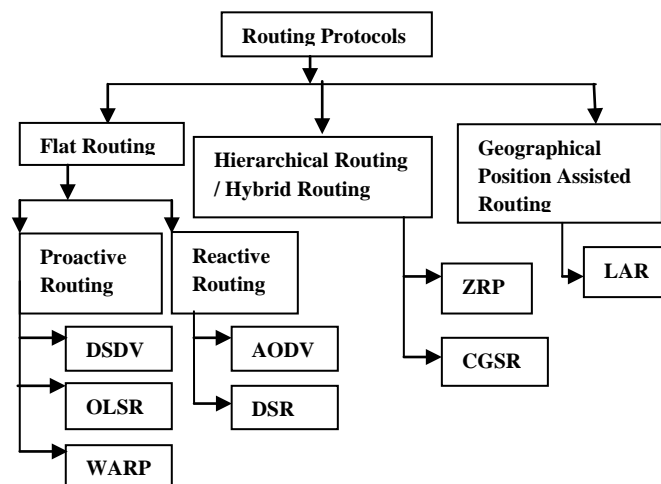 Routing Protocols
Flat Routing
Hierarchical Routing
/ Hybrid Routing
Geographical
Position Assisted
Routing
Proactive
Routing
Reactive
Routing
ZRP
LAR
DSDV
AODV
CGSR
OLSR
DSR
WARP